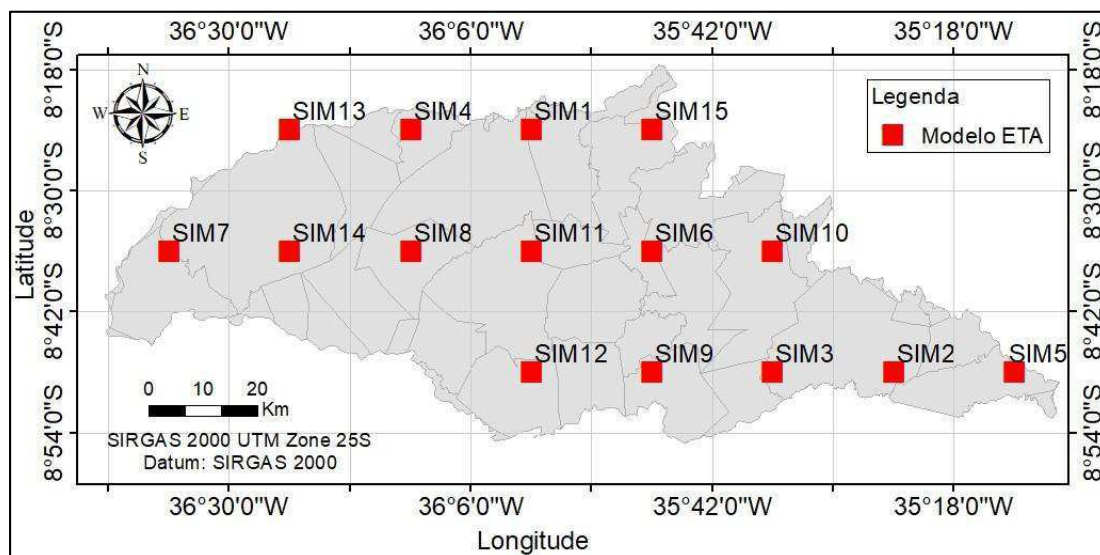 36°30'0"W 36°6'0"W 35°42'0"W 35°18'0"W
8°18'0"S 8°18'0"S
N
W E
S
Legenda
Modelo ETA
SIM13 SIM4 SIM1 SIM15
8°30'0"S 8°30'0"S
SIM7 SIM14 SIM8 SIM11 SIM6 SIM10
Latitude
8°42'0"S 8°42'0"S
SIM12 SIM9 SIM3 SIM2 SIM5
0 10 20
Km
SIRGAS 2000 UTM Zone 25S
Datum: SIRGAS 2000
8°54'0"S 8°54'0"S
36°30'0"W 36°6'0"W 35°42'0"W 35°18'0"W
Longitude